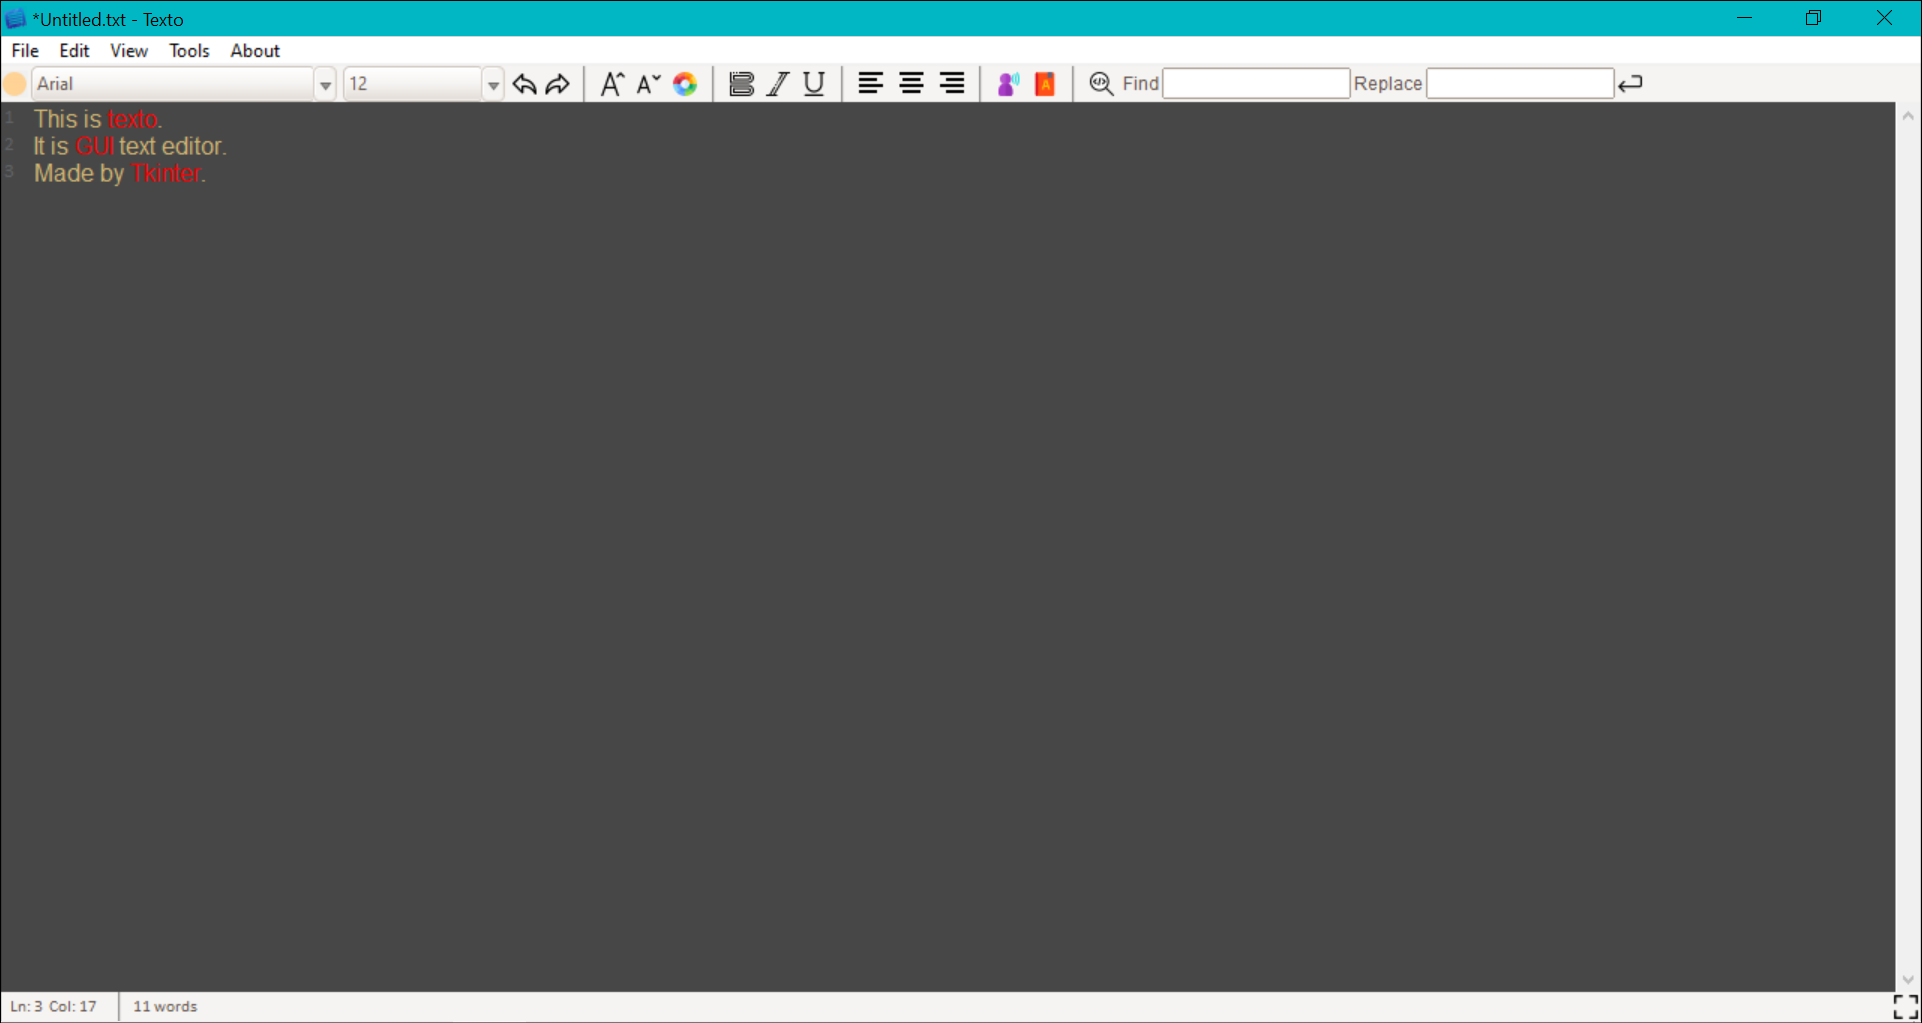 *Untitled.txt - Texto
File Edit View Tools About
Arial 12 Find Replace
1 This is texto.
2 It is GUI text editor.
3 Made by Tkinter.
Ln: 3 Col: 17 11 words